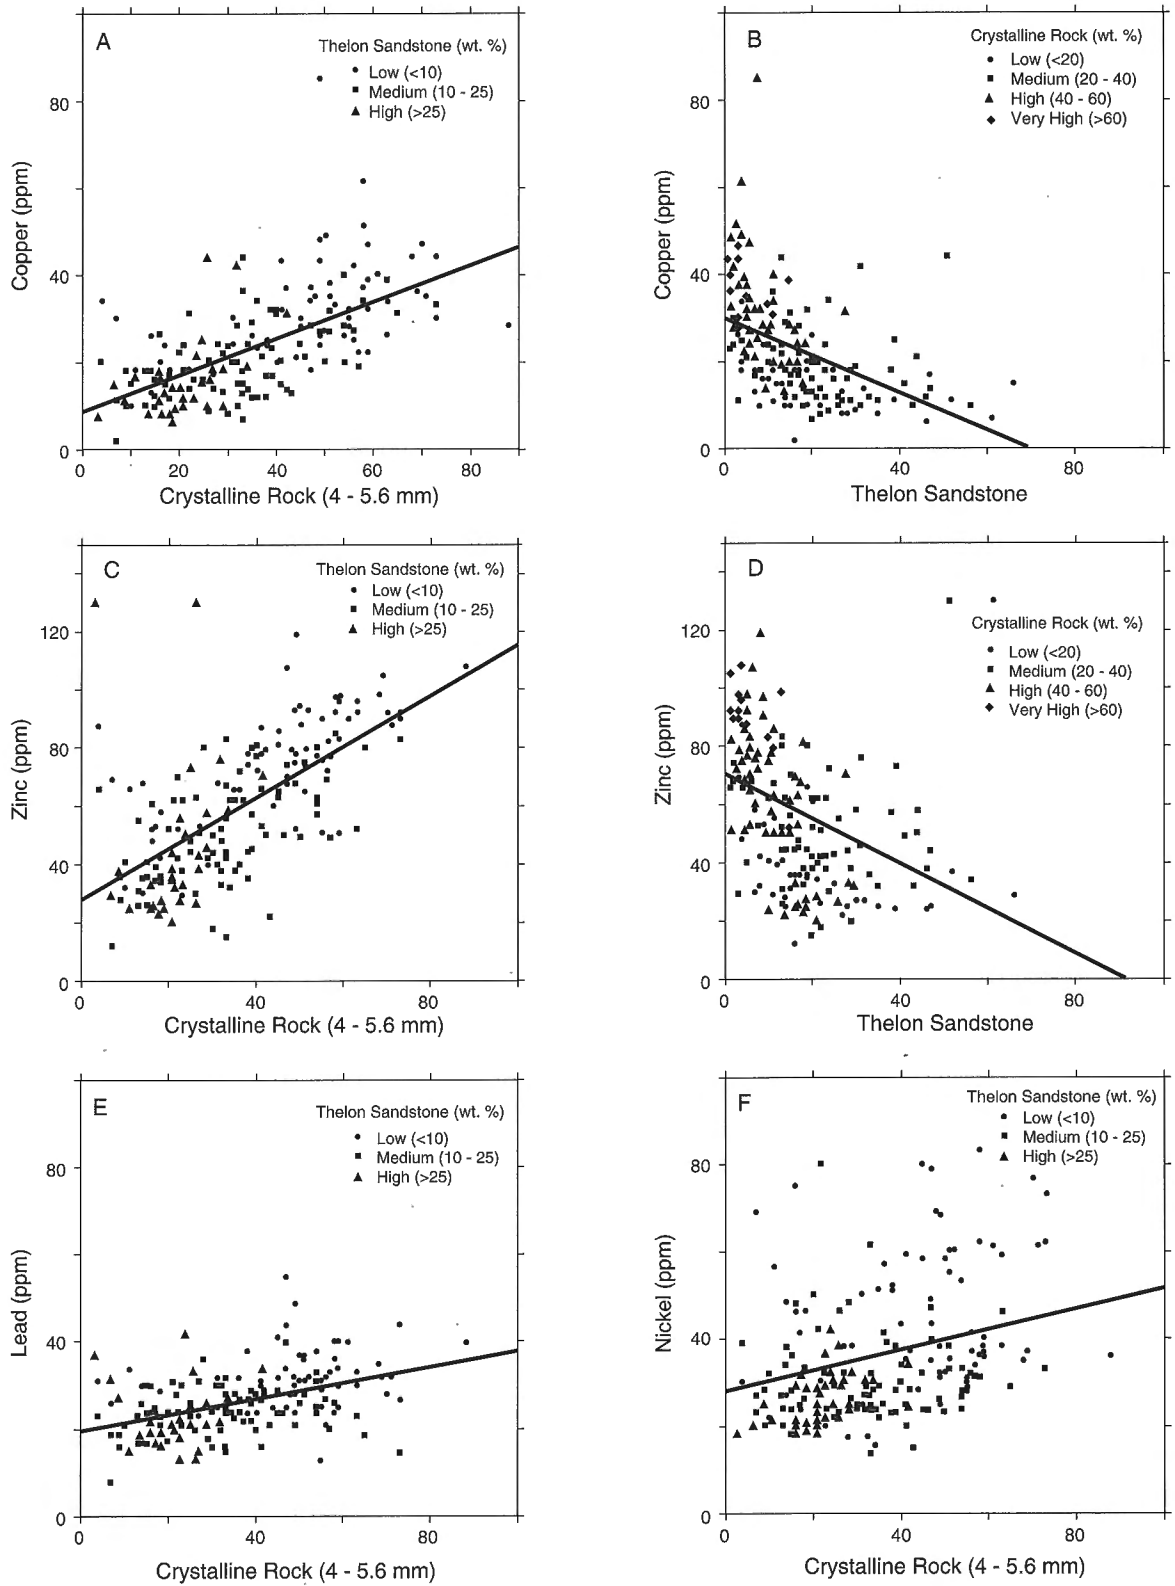 A
Thelon Sandstone (wt. %)
Low (<10)
Medium (10 - 25)
High (>25)
80
40
0
Copper (ppm)
0 20 40 60 80
Crystalline Rock (4 - 5.6 mm)
B
Crystalline Rock (wt. %)
Low (<20)
Medium (20 - 40)
High (40 - 60)
Very High (>60)
80
40
0
Copper (ppm)
0 40 80
Thelon Sandstone
C
Thelon Sandstone (wt. %)
Low (<10)
Medium (10 - 25)
High (>25)
120
80
40
0
Zinc (ppm)
0 40 80
Crystalline Rock (4 - 5.6 mm)
D
Crystalline Rock (wt. %)
Low (<20)
Medium (20 - 40)
High (40 - 60)
Very High (>60)
120
80
40
0
Zinc (ppm)
0 40 80
Thelon Sandstone
E
Thelon Sandstone (wt. %)
Low (<10)
Medium (10 - 25)
High (>25)
80
40
0
Lead (ppm)
0 40 80
Crystalline Rock (4 - 5.6 mm)
F
Thelon Sandstone (wt. %)
Low (<10)
Medium (10 - 25)
High (>25)
80
40
0
Nickel (ppm)
0 40 80
Crystalline Rock (4 - 5.6 mm)